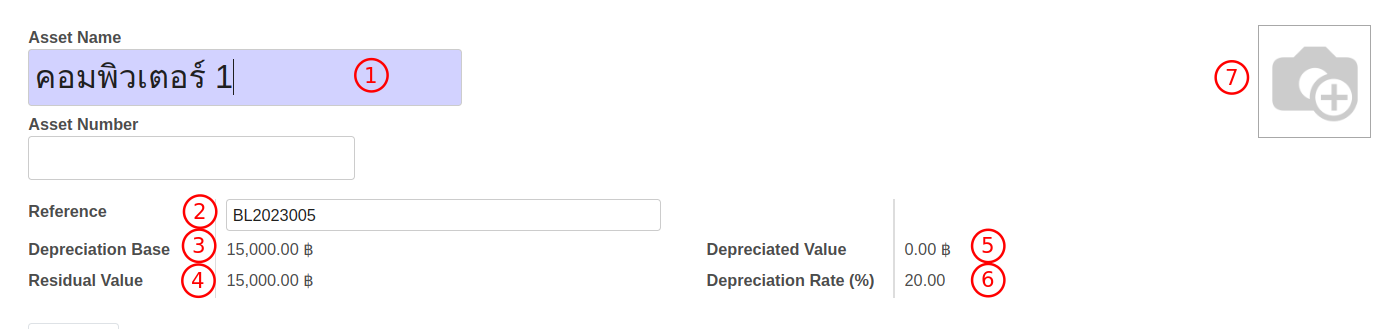 Asset Name
คอมพิวเตอร์ 1 1
7
Asset Number
Reference 2 BL2023005
Depreciation Base 3 15,000.00 ฿ Depreciated Value 0.00 ฿ 5
Residual Value 4 15,000.00 ฿ Depreciation Rate (%) 20.00 6